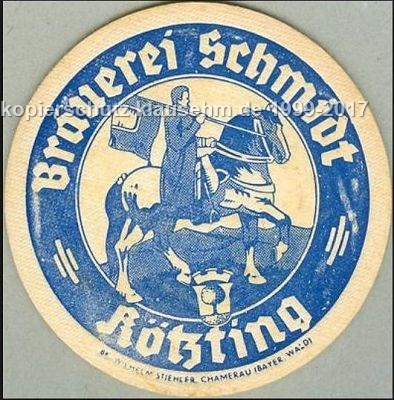 Brauerei Schmidt
kopierschutz.klausehm.de 1999-2017
Kötzting
WILHELM STIEHLER, CHAMERAU (BAYER. WALD)